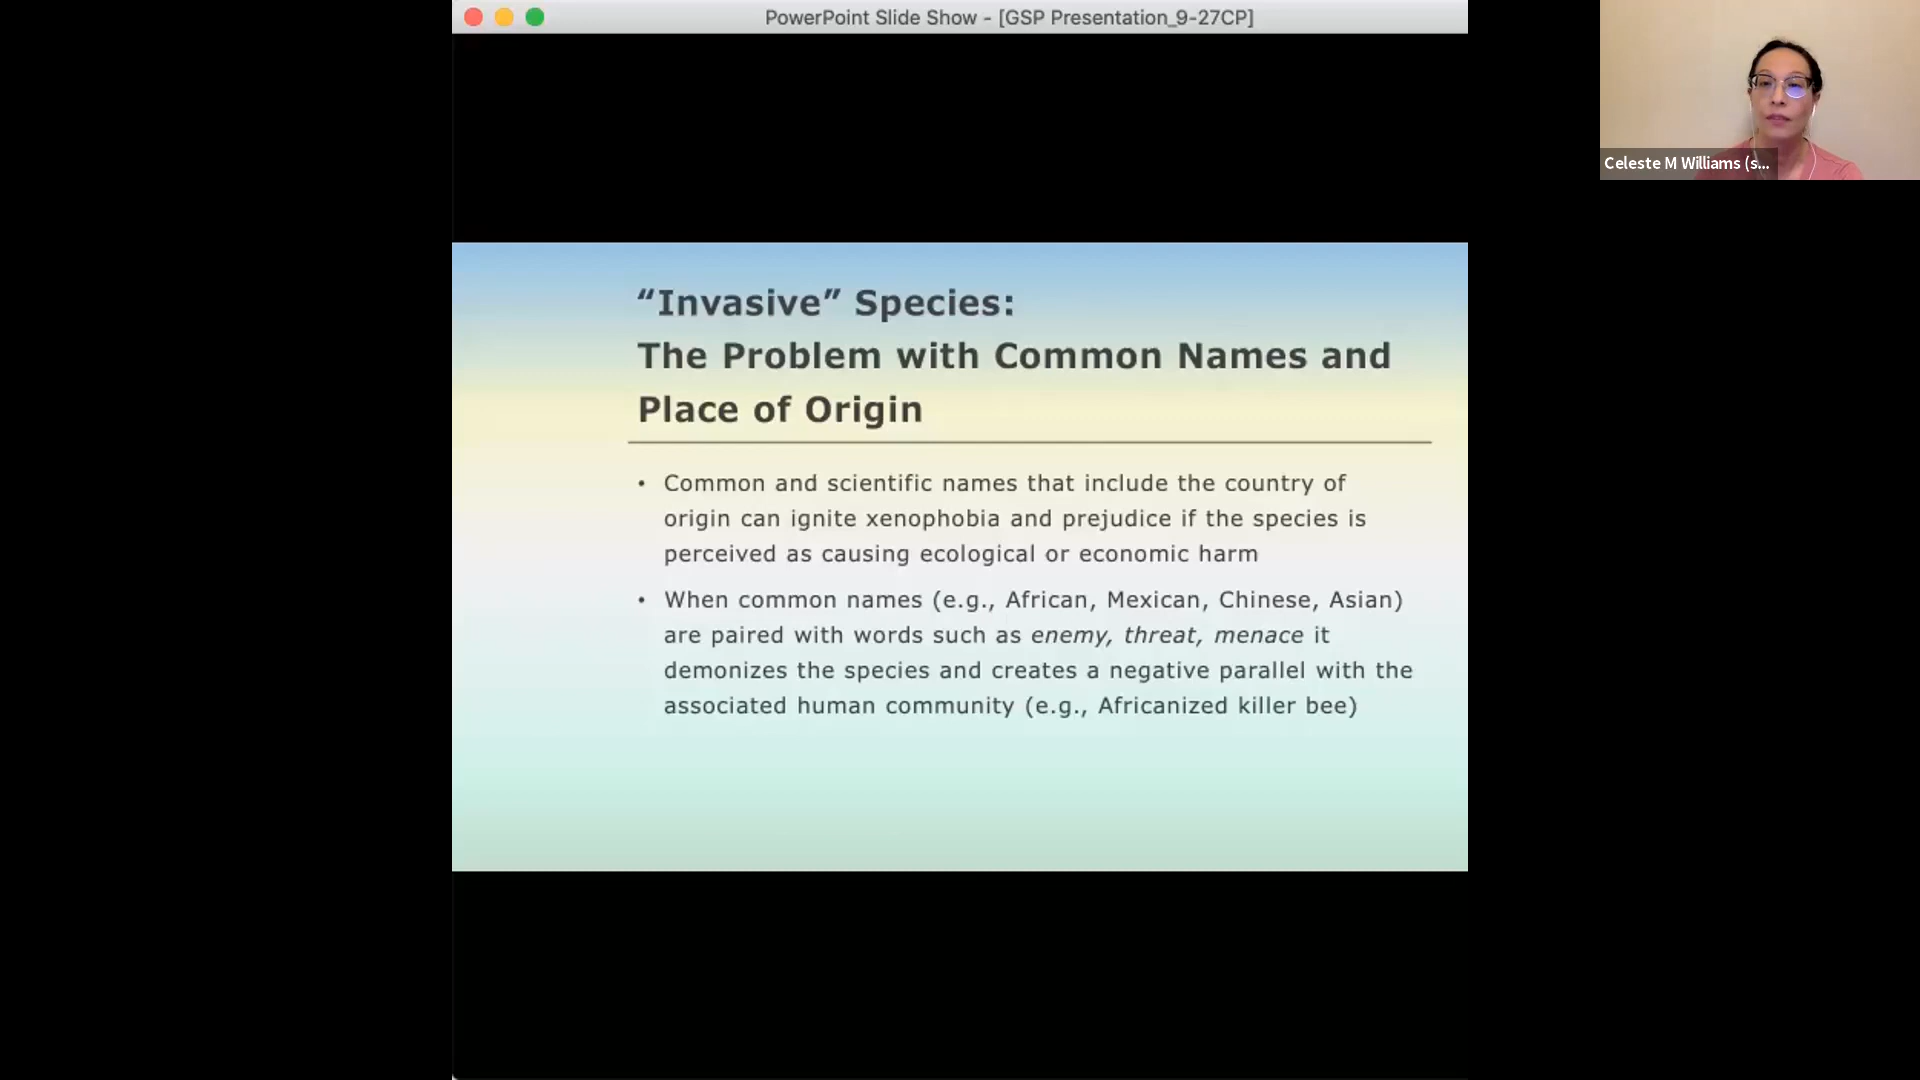 PowerPoint Slide Show - [GSP Presentation_9-27CP]
Celeste M Williams (s...
“Invasive” Species:
The Problem with Common Names and
Place of Origin
• Common and scientific names that include the country of
origin can ignite xenophobia and prejudice if the species is
perceived as causing ecological or economic harm
• When common names (e.g., African, Mexican, Chinese, Asian)
are paired with words such as enemy, threat, menace it
demonizes the species and creates a negative parallel with the
associated human community (e.g., Africanized killer bee)